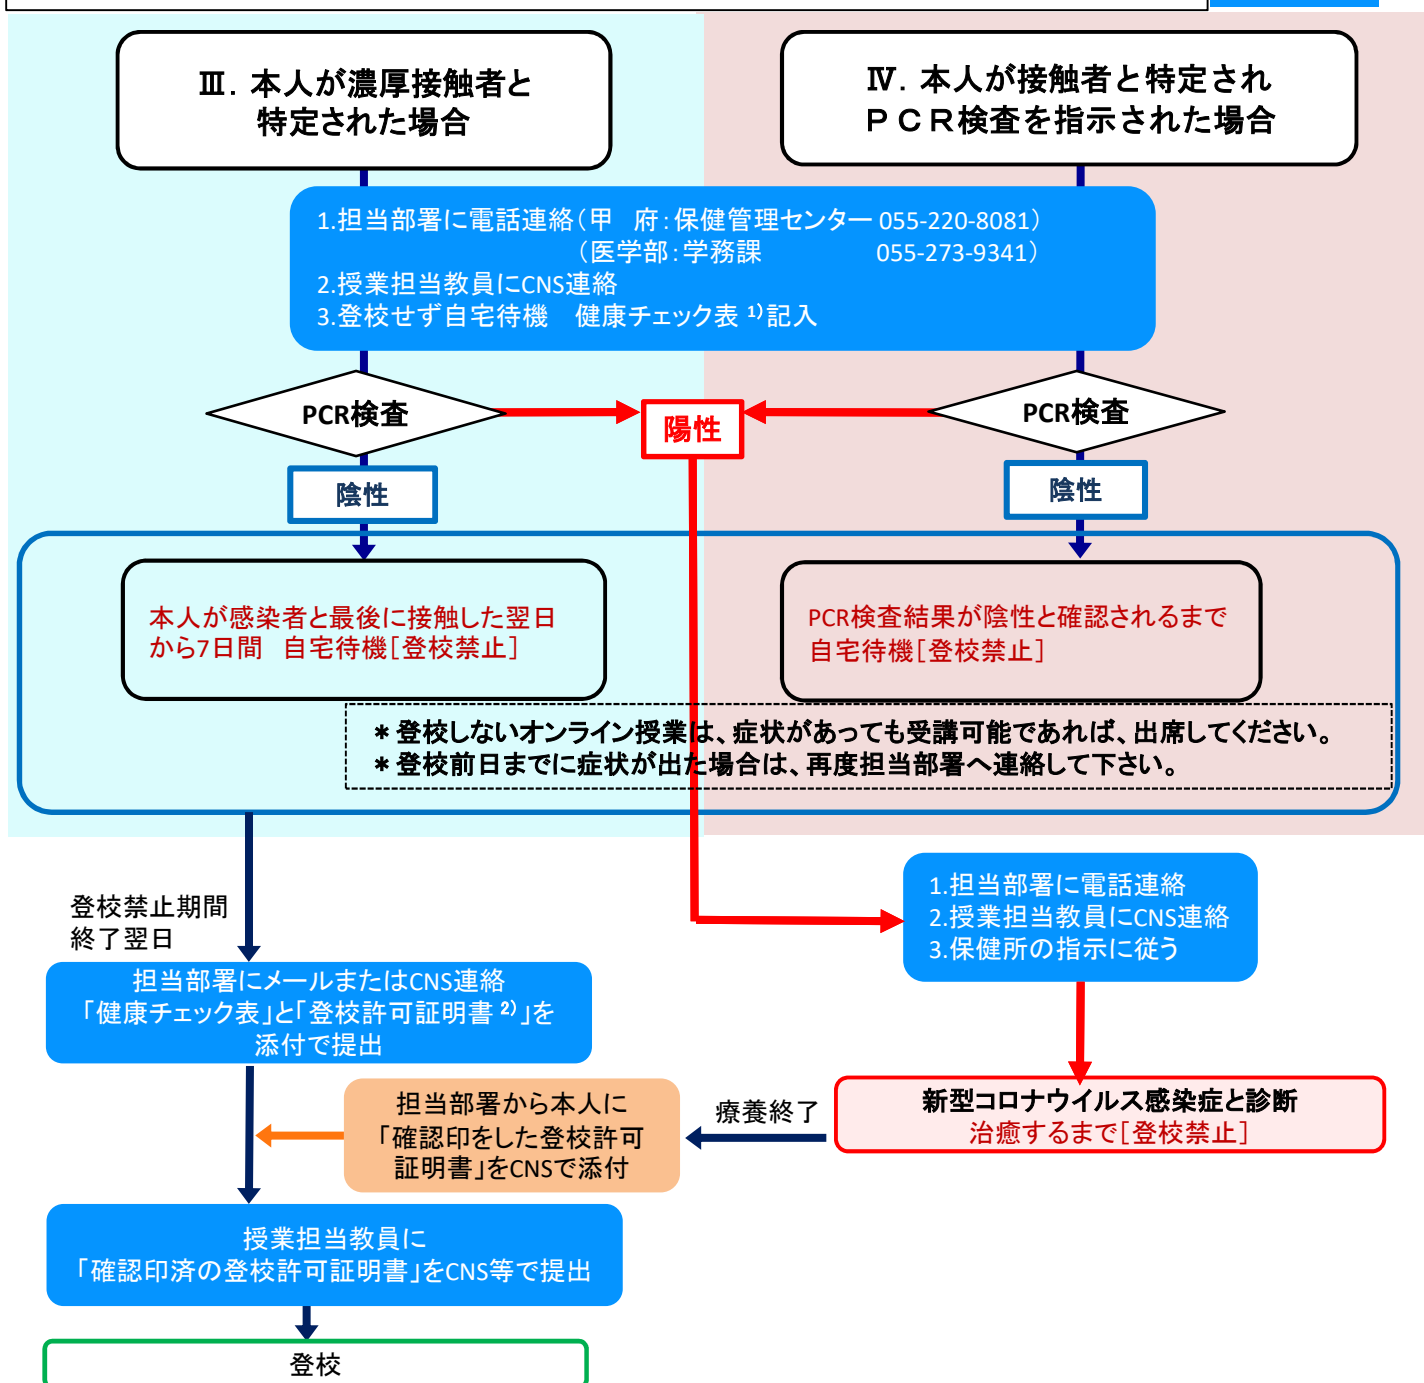 Ⅲ．本人が濃厚接触者と
特定された場合
Ⅳ．本人が接触者と特定され
ＰＣＲ検査を指示された場合
1.担当部署に電話連絡（甲　府：保健管理センター 055-220-8081）
（医学部：学務課　　　　055-273-9341）
2.授業担当教員にCNS連絡
3.登校せず自宅待機　健康チェック表 ¹⁾記入
PCR検査
陽性
PCR検査
陰性
陰性
本人が感染者と最後に接触した翌日
から7日間　自宅待機［登校禁止］
PCR検査結果が陰性と確認されるまで
自宅待機［登校禁止］
＊登校しないオンライン授業は、症状があっても受講可能であれば、出席してください。
＊登校前日までに症状が出た場合は、再度担当部署へ連絡して下さい。
登校禁止期間
終了翌日
1.担当部署に電話連絡
2.授業担当教員にCNS連絡
3.保健所の指示に従う
担当部署にメールまたはCNS連絡
「健康チェック表」と「登校許可証明書 ²⁾」を
添付で提出
担当部署から本人に
「確認印をした登校許可
証明書」をCNSで添付
療養終了
新型コロナウイルス感染症と診断
治癒するまで［登校禁止］
授業担当教員に
「確認印済の登校許可証明書」をCNS等で提出
登校